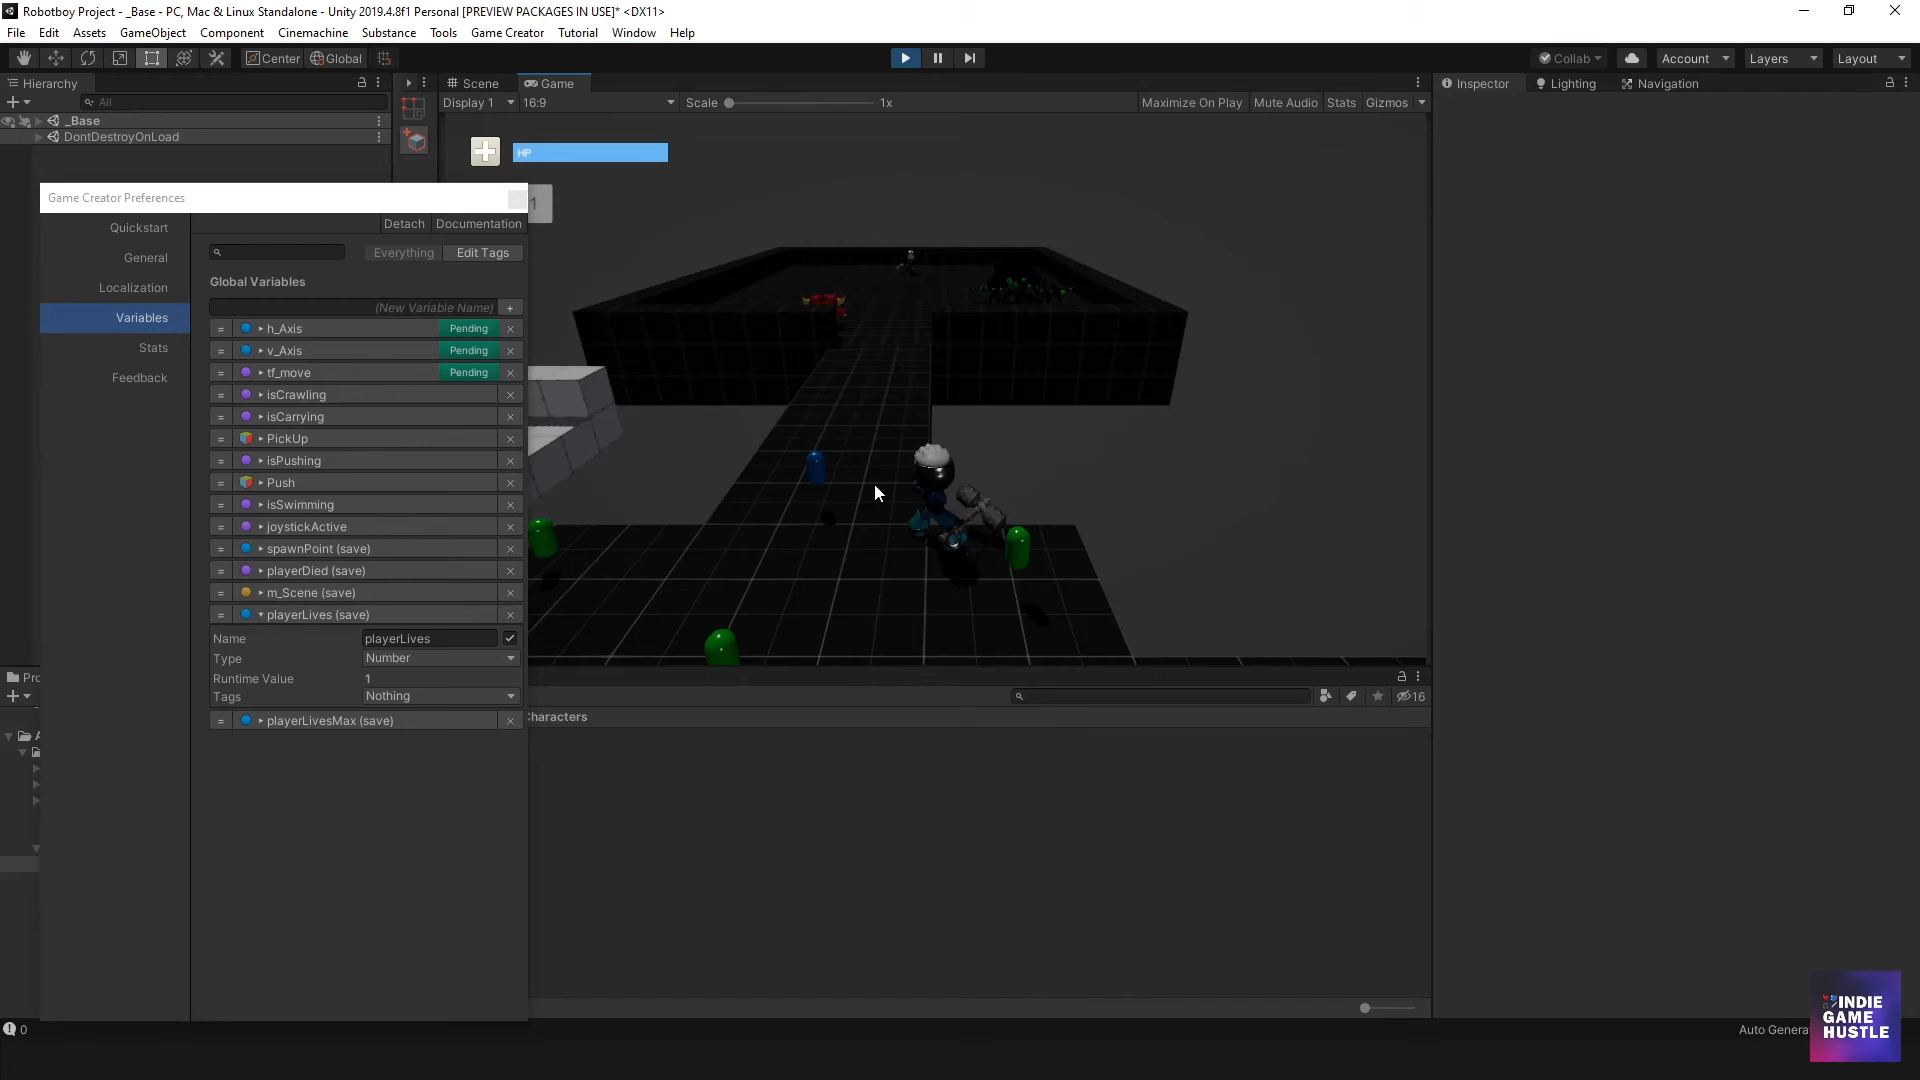 Robotboy Project - _Base - PC, Mac & Linux Standalone - Unity 2019.4.8f1 Personal [PREVIEW PACKAGES IN USE]* <DX11>
File Edit Assets GameObject Component Cinemachine Substance Tools Game Creator Tutorial Window Help
Center Global Collab Account Layers Layout
Hierarchy Scene Game Inspector Lighting Navigation
All Display 1 16:9 Scale 1x Maximize On Play Mute Audio Stats Gizmos
_Base
DontDestroyOnLoad
HP
1
Game Creator Preferences
Detach Documentation
Quickstart
General
Localization
Variables
Stats
Feedback
Everything Edit Tags
Global Variables
(New Variable Name) +
h_Axis Pending
v_Axis Pending
tf_move Pending
isCrawling
isCarrying
PickUp
isPushing
Push
isSwimming
joystickActive
spawnPoint (save)
playerDied (save)
m_Scene (save)
playerLives (save)
Name playerLives
Type Number
Runtime Value 1
Tags Nothing
playerLivesMax (save)
Pro
16
Characters
0
Auto Genera
INDIE
GAME
HUSTLE